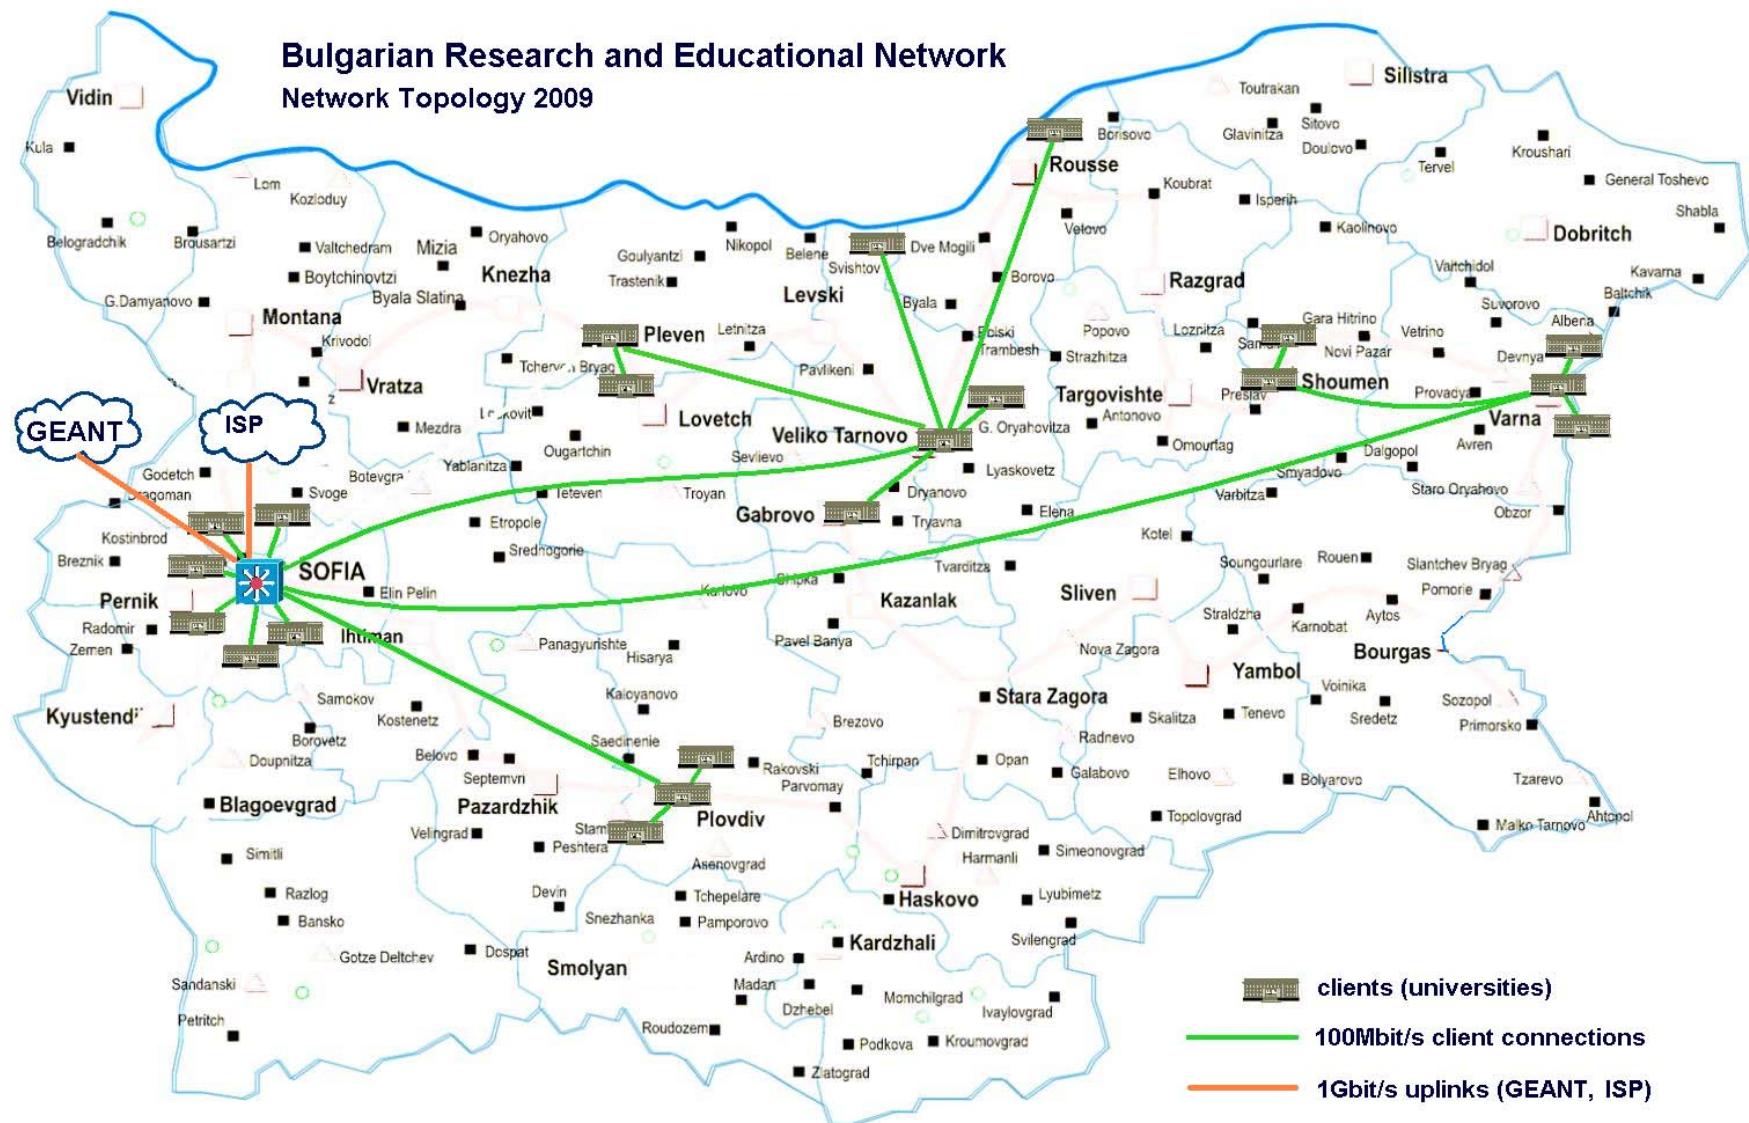 Bulgarian Research and Educational Network
Network Topology 2009
Vidin
Silistra
Toutrakan
Kula
Borisovo
Glavinitza
Sitovo
Doulovo
Kroushari
Tervel
Rousse
Lom
Kozloduy
Koubrat
Isperih
General Toshevo
Shabla
Belogradchik
Brousartzi
Valtchedram
Mizia
Oryahovo
Goulyantzi
Nikopol
Belene
Svishtov
Dve Mogili
Vetovo
Kaolinovo
Dobritch
Boytchinovtzi
Knezha
Trastenik
Borovo
Razgrad
Kavarna
G.Damyanovo
Byala Slatina
Levski
Byala
Suvorovo
Baltchik
Montana
Pleven
Letnitza
Popovo
Loznitza
Gara Hitrino
Vetrino
Albena
Krivodol
Trambesh
Strazhitza
Novi Pazar
Devnya
Vratza
Pavlikeni
Targovishte
Shoumen
Provadya
Preslav
GEANT
ISP
Mezdra
Lovetch
Veliko Tarnovo
G. Oryahovitza
Antonovo
Varna
Ougartchin
Omourtag
Avren
Godetch
Yablanitza
Sevlievo
Lyaskovetz
Smyadovo
Dalgopol
Svoge
Teteven
Troyan
Dryanovo
Varbitza
Staro Oryahovo
Etropole
Gabrovo
Tryavna
Elena
Obzor
Kostinbrod
Kotel
Breznik
Srednogorie
Soungourlare
Rouen
Slantchev Bryag
SOFIA
Tvarditza
Pernik
Elin Pelin
Karlovo
Kazanlak
Sliven
Pomorie
Radomir
Ihtiman
Straldzha
Karnobat
Aytos
Zemen
Panagyurishte
Hisarya
Pavel Banya
Nova Zagora
Bourgas
Yambol
Samokov
Kaloyanovo
Stara Zagora
Voinika
Kostenetz
Brezovo
Skalitza
Tenevo
Sredetz
Sozopol
Primorsko
Borovetz
Saedinenie
Radnevo
Doupnitza
Belovo
Septemvri
Rakovski
Tchirpan
Opan
Galabovo
Elhovo
Bolyarovo
Tzarevo
Blagoevgrad
Pazardzhik
Parvomay
Topolovgrad
Ahtopol
Velingrad
Plovdiv
Dimitrovgrad
Malko Tarnovo
Simitli
Peshtera
Asenovgrad
Harmanli
Simeonovgrad
Razlog
Devin
Tchepelare
Haskovo
Lyubimetz
Bansko
Snezhanka
Pamporovo
Svilengrad
Gotze Deltchev
Dospat
Kardzhali
Smolyan
Ardino
Sandanski
Madan
Dzhebel
Momchilgrad
Ivaylovgrad
Petritch
Roudozem
Podkova
Kroumovgrad
Zlatograd
clients (universities)
100Mbit/s client connections
1Gbit/s uplinks (GEANT, ISP)